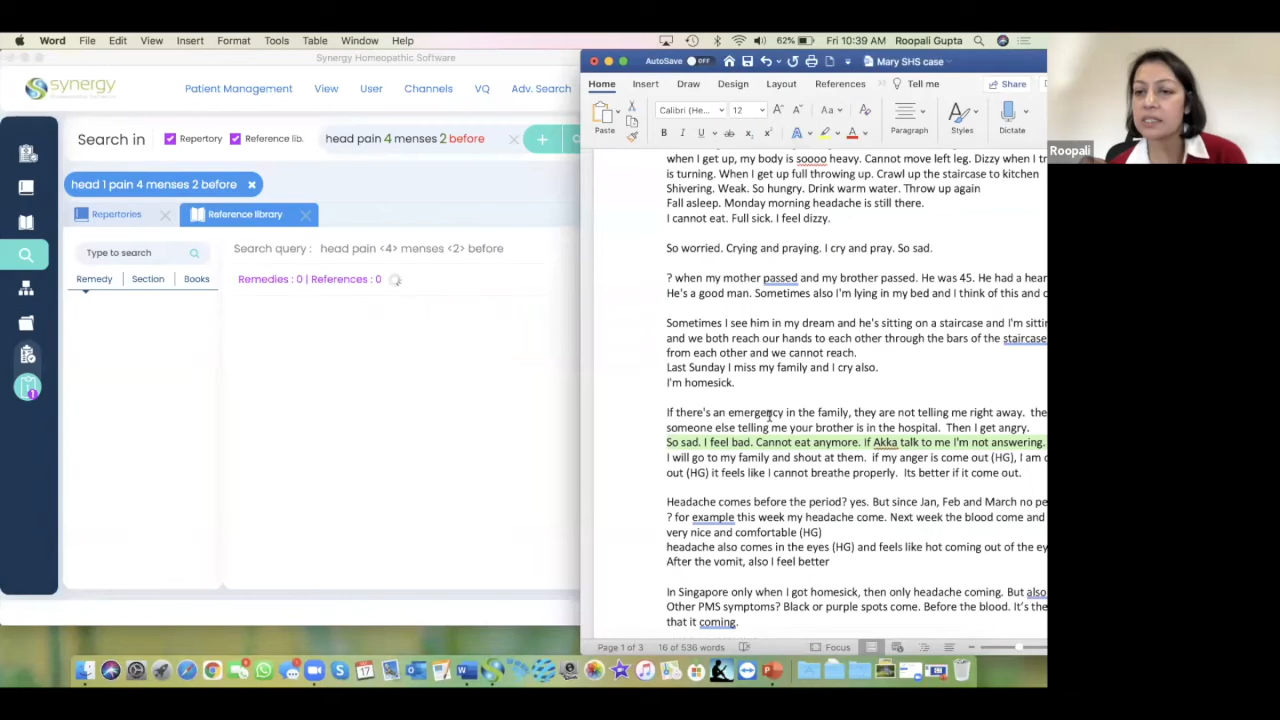 Word File Edit View Insert Format Tools Table Window Help 62% Fri 10:39 AM Roopali Gupta
Synergy Homeopathic Software
synergy
Patient Management View User Channels VQ Adv. Search
Search in Repertory Reference lib. head pain 4 menses 2 before
head 1 pain 4 menses 2 before
Repertories Reference library
Type to search
Search query : head pain <4> menses <2> before
Remedy Section Books
Remedies : 0 | References : 0
AutoSave OFF Mary SHS case
Home Insert Draw Design Layout References Tell me Share
Paste
Calibri (He... 12
Paragraph Styles Dictate
when I get up, my body is soooo heavy. Cannot move left leg. Dizzy when I tr
is turning. When I get up full throwing up. Crawl up the staircase to kitchen
Shivering. Weak. So hungry. Drink warm water. Throw up again
Fall asleep. Monday morning headache is still there.
I cannot eat. Full sick. I feel dizzy.
So worried. Crying and praying. I cry and pray. So sad.
? when my mother passed and my brother passed. He was 45. He had a hear
He's a good man. Sometimes also I'm lying in my bed and I think of this and c
Sometimes I see him in my dream and he's sitting on a staircase and I'm sittin
and we both reach our hands to each other through the bars of the staircase
from each other and we cannot reach.
Last Sunday I miss my family and I cry also.
I'm homesick.
If there's an emergency in the family, they are not telling me right away. the
someone else telling me your brother is in the hospital. Then I get angry.
So sad. I feel bad. Cannot eat anymore. If Akka talk to me I'm not answering.
I will go to my family and shout at them. if my anger is come out (HG), I am c
out (HG) it feels like I cannot breathe properly. Its better if it come out.
Headache comes before the period? yes. But since Jan, Feb and March no pe
? for example this week my headache come. Next week the blood come and
very nice and comfortable (HG)
headache also comes in the eyes (HG) and feels like hot coming out of the ey
After the vomit, also I feel better
In Singapore only when I got homesick, then only headache coming. But also
Other PMS symptoms? Black or purple spots come. Before the blood. It's the
that it coming.
Page 1 of 3 16 of 536 words Focus
Roopali